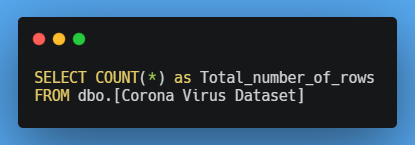 SELECT COUNT(*) as Total_number_of_rows
FROM dbo.[Corona Virus Dataset]